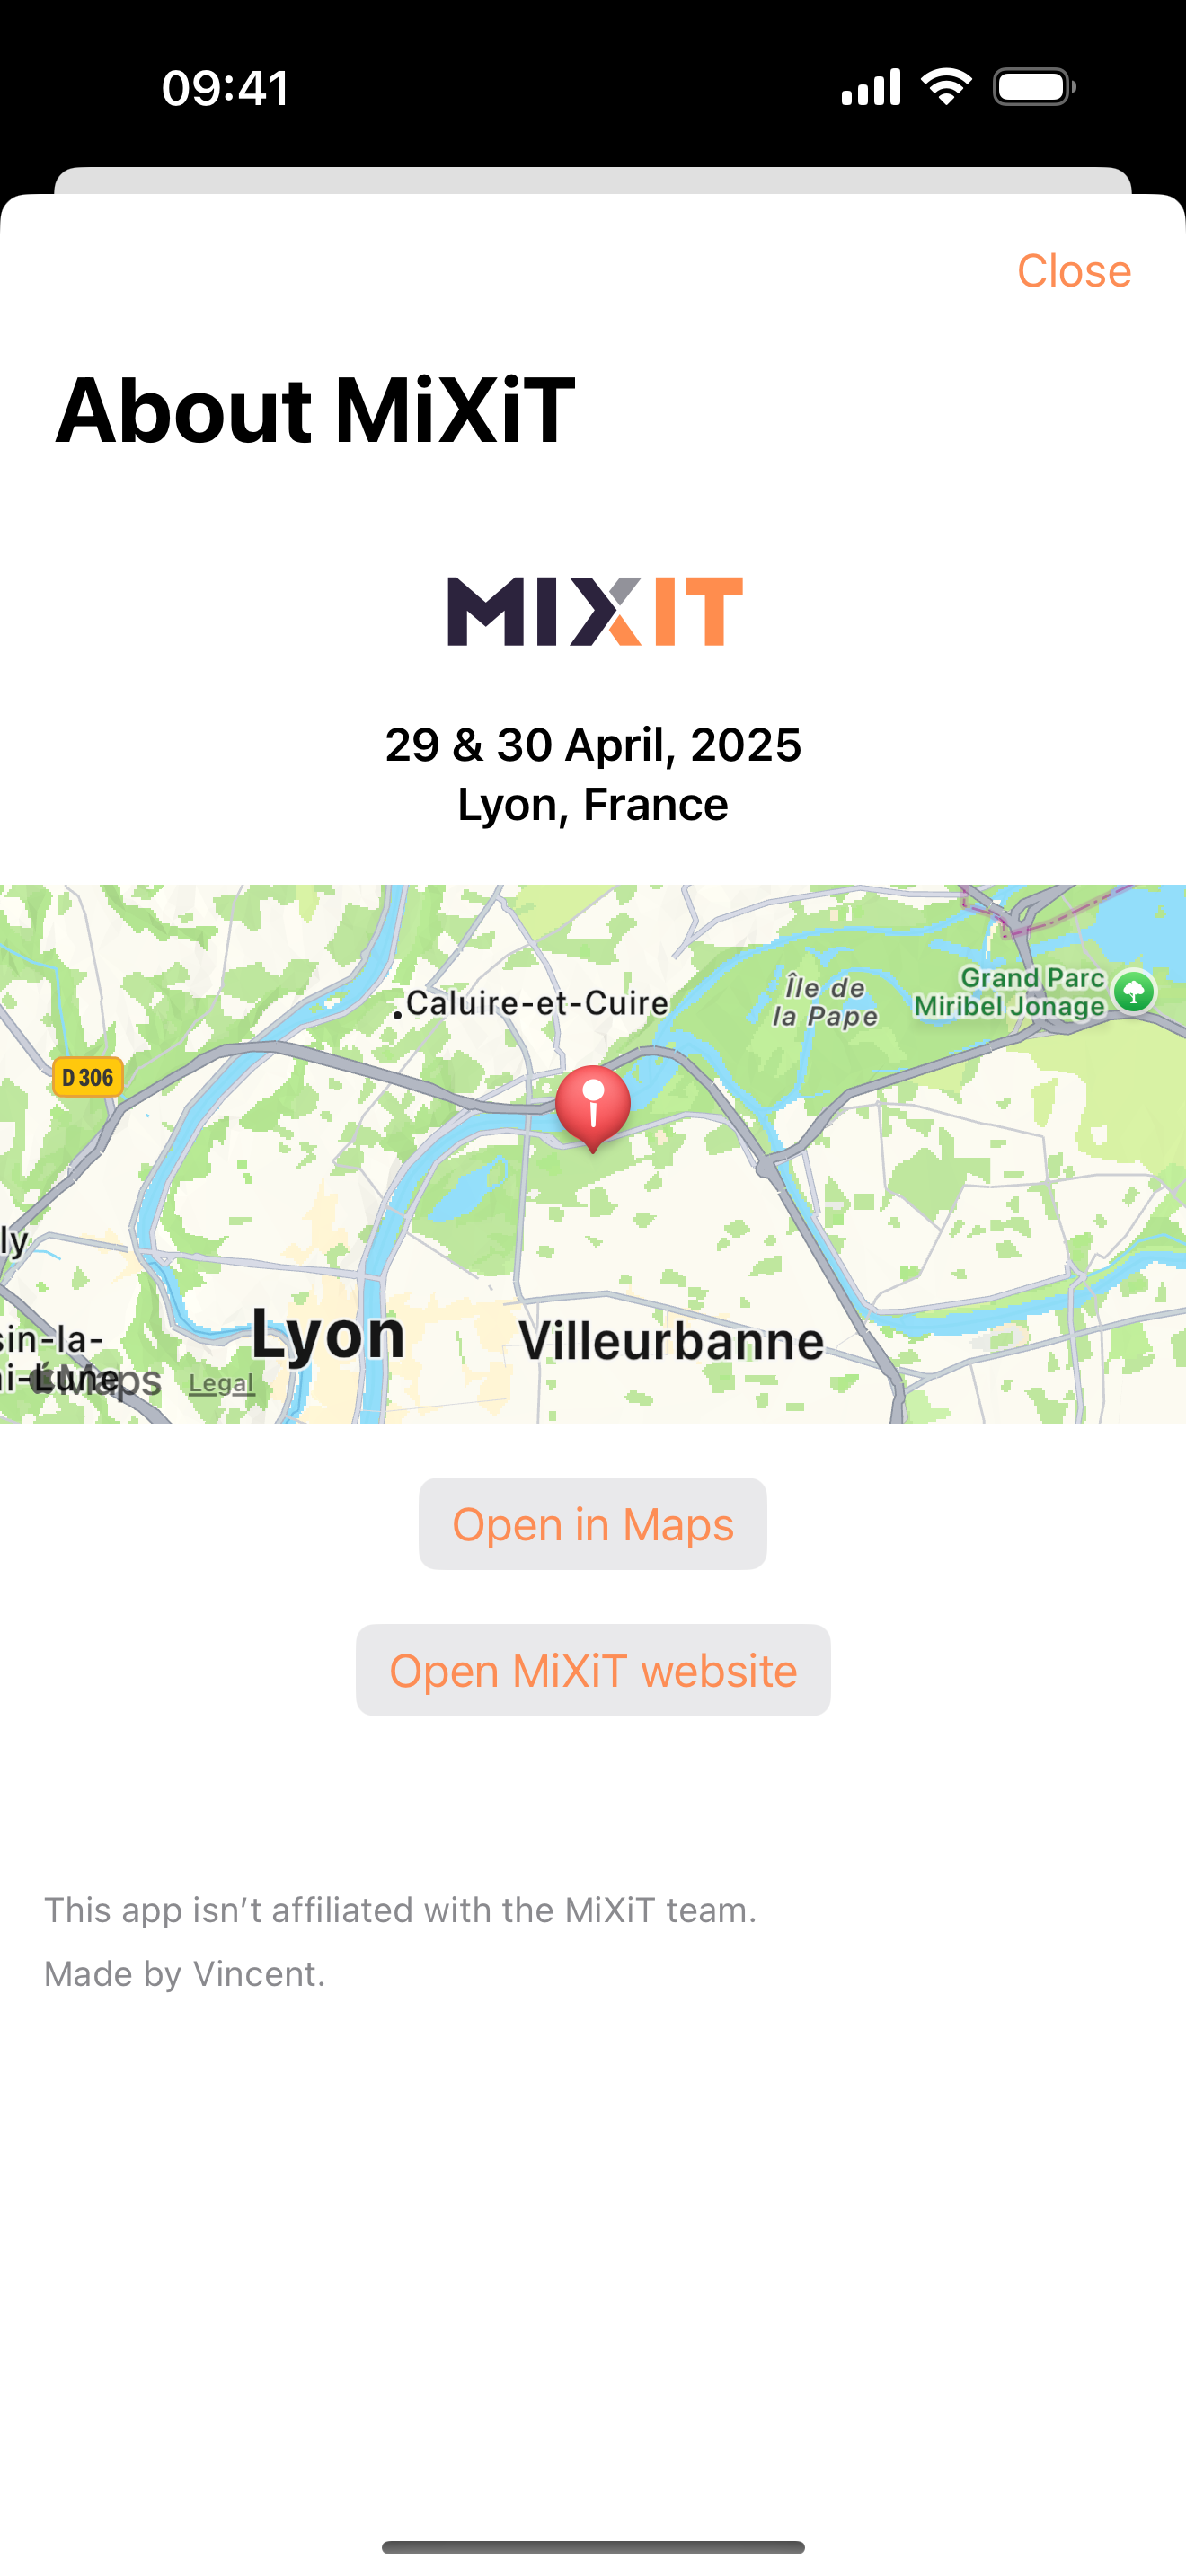 09:41
Close
About MiXiT
MIXIT
29 & 30 April, 2025
Lyon, France
Caluire-et-Cuire
Île de
la Pape
Grand Parc
Miribel Jonage
D 306
ly
Lyon
Villeurbanne
sin-la-
i-Lune
Maps
Legal
Open in Maps
Open MiXiT website
This app isn’t affiliated with the MiXiT team.
Made by Vincent.